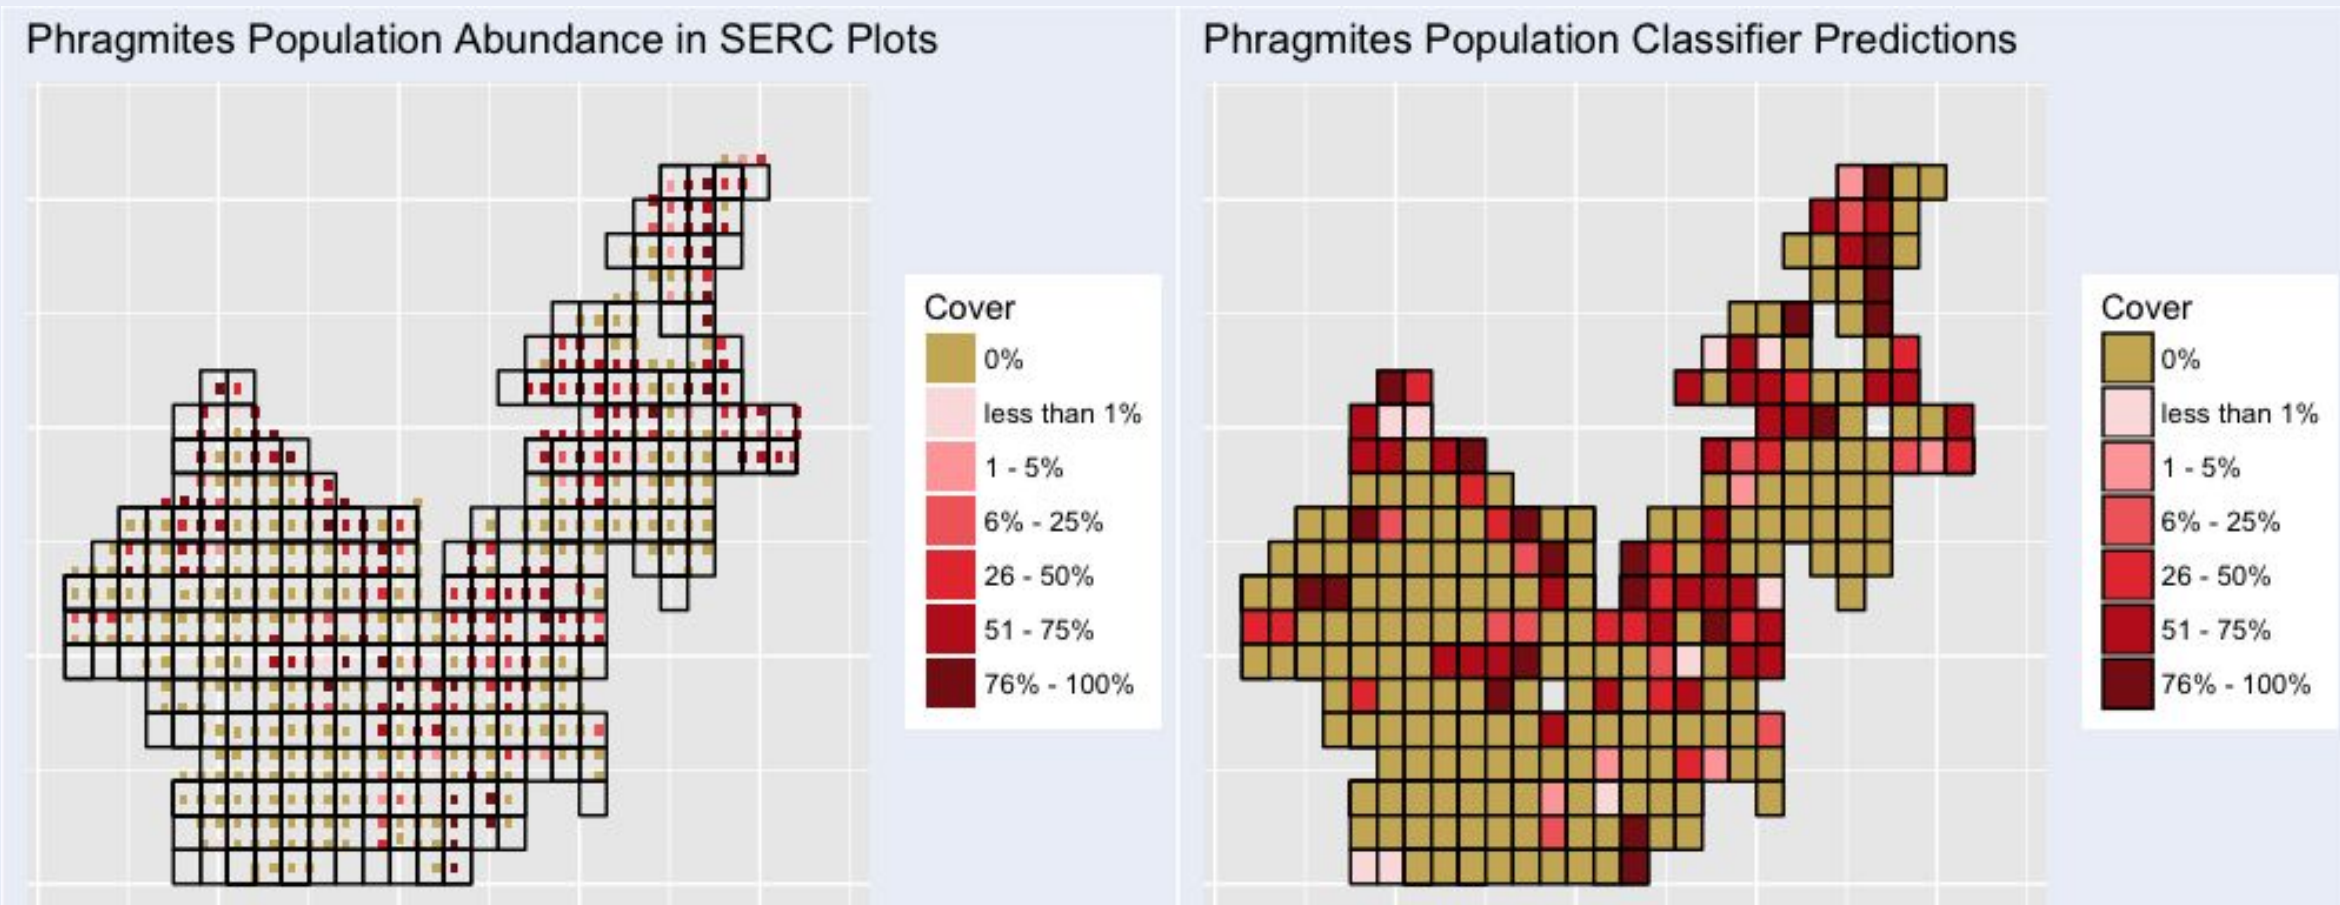 Phragmites Population Abundance in SERC Plots
Cover
0%
less than 1%
1 - 5%
6% - 25%
26 - 50%
51 - 75%
76% - 100%
Phragmites Population Classifier Predictions
Cover
0%
less than 1%
1 - 5%
6% - 25%
26 - 50%
51 - 75%
76% - 100%